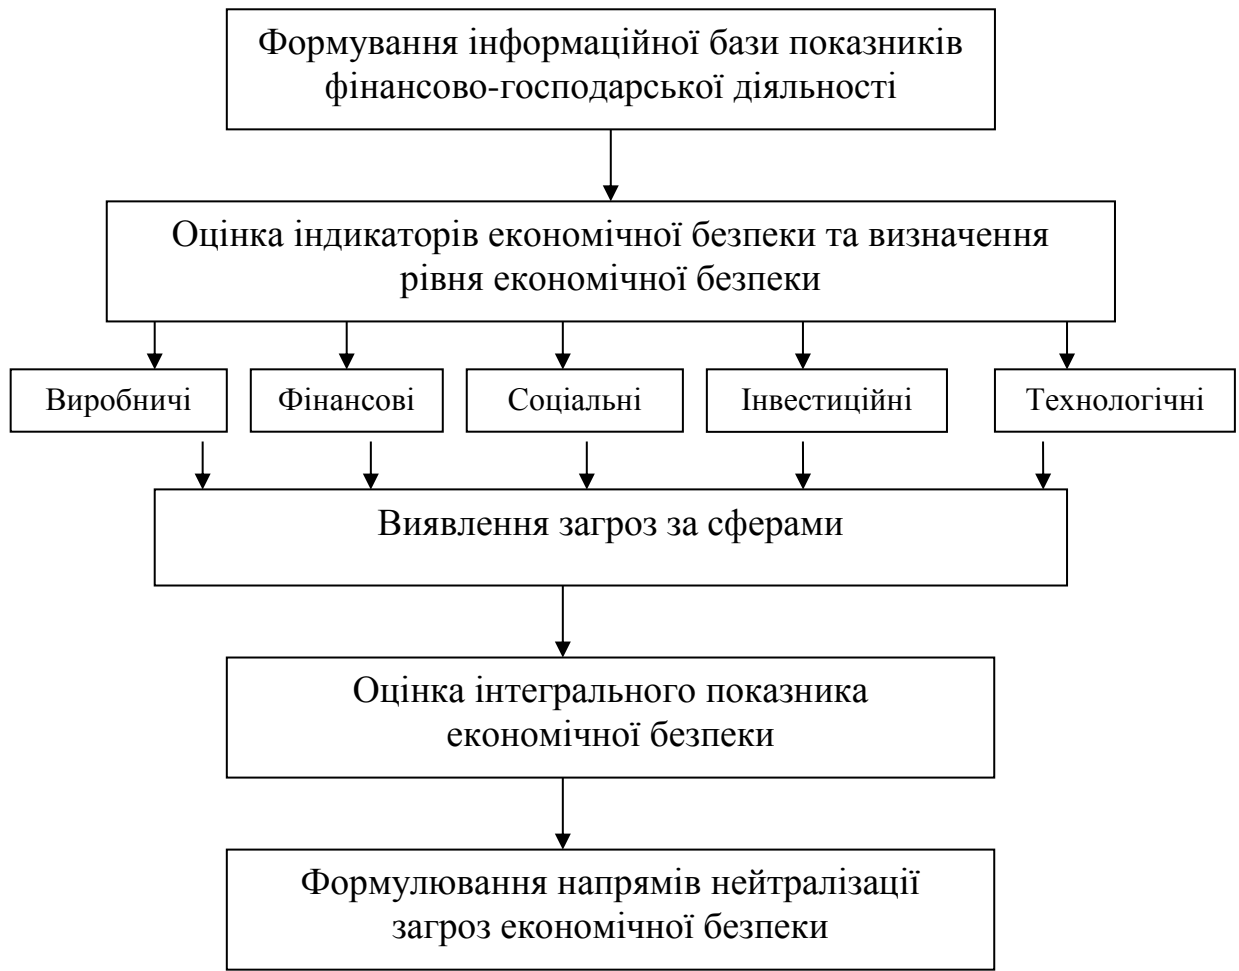 Формування інформаційної бази показників
фінансово-господарської діяльності
Оцінка індикаторів економічної безпеки та визначення
рівня економічної безпеки
Виробничі
Фінансові
Соціальні
Інвестиційні
Технологічні
Виявлення загроз за сферами
Оцінка інтегрального показника
економічної безпеки
Формулювання напрямів нейтралізації
загроз економічної безпеки